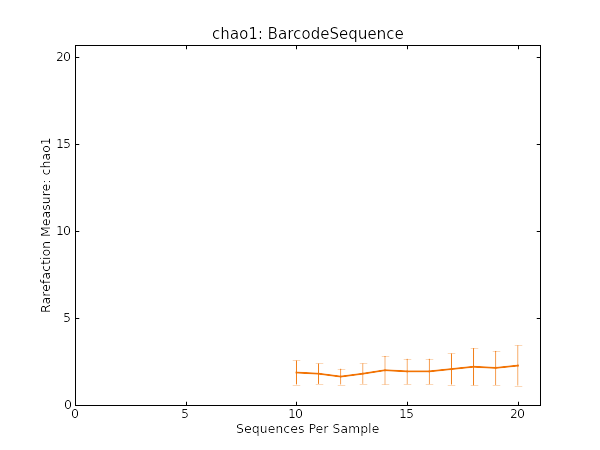 chao1: BarcodeSequence
20
15
10
5
0
Rarefaction Measure: chao1
0 5 10 15 20
Sequences Per Sample